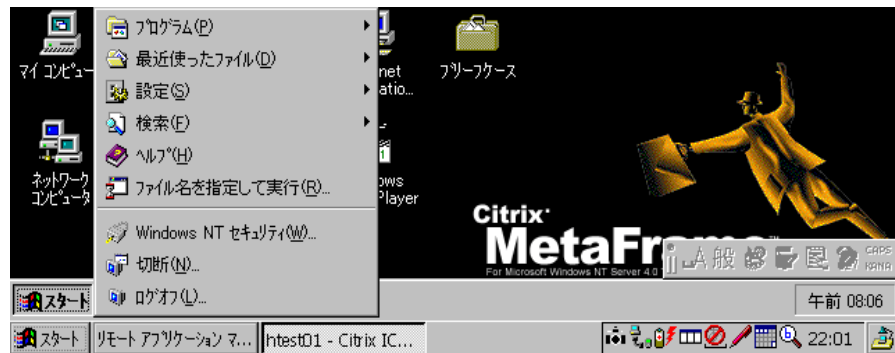 マイ コンピュー
ネットワーク
コンピュータ
プログラム(P)
最近使ったファイル(D)
設定(S)
検索(F)
ヘルプ(H)
ファイル名を指定して実行(R)...
Windows NT セキュリティ(W)...
切断(N)...
ログオフ(L)...
net
atio...
ows
Player
ブリーフケース
Citrix
MetaFram
For Microsoft Windows NT Server 4.0
A 般
CAPS
KANA
スタート
午前 08:06
スタート
リモート アプリケーション マ...
htest01 - Citrix IC...
22:01